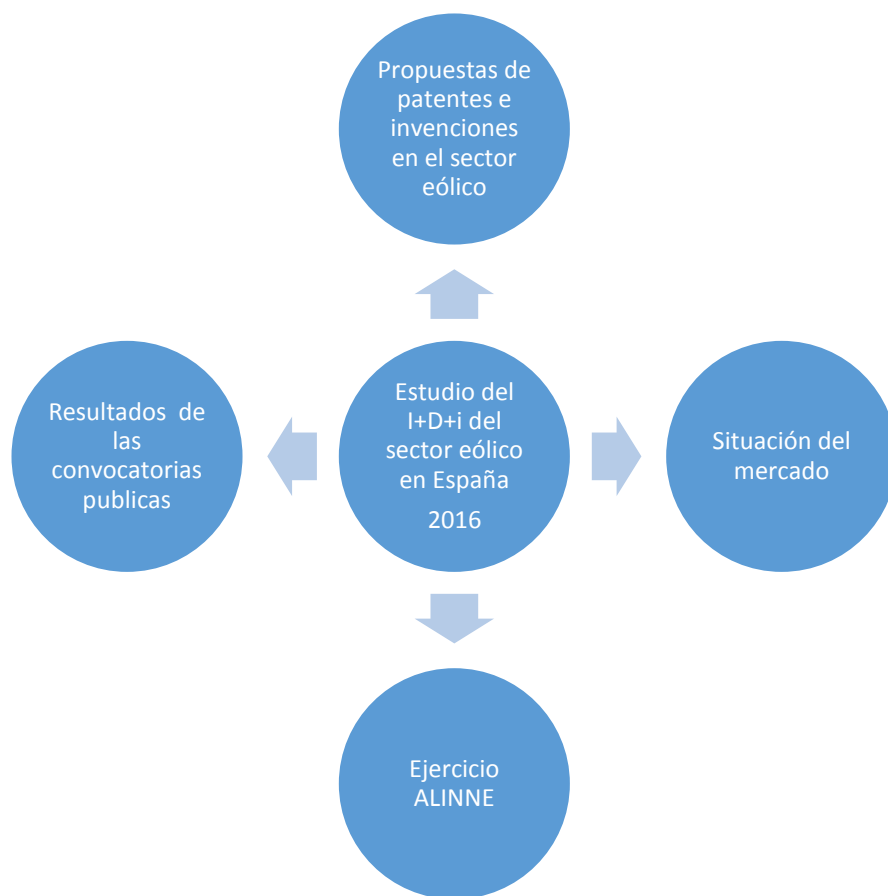 Propuestas de
patentes e
invenciones
en el sector
eólico
Resultados de
las
convocatorias
publicas
Estudio del
I+D+i del
sector eólico
en España
2016
Situación del
mercado
Ejercicio
ALINNE